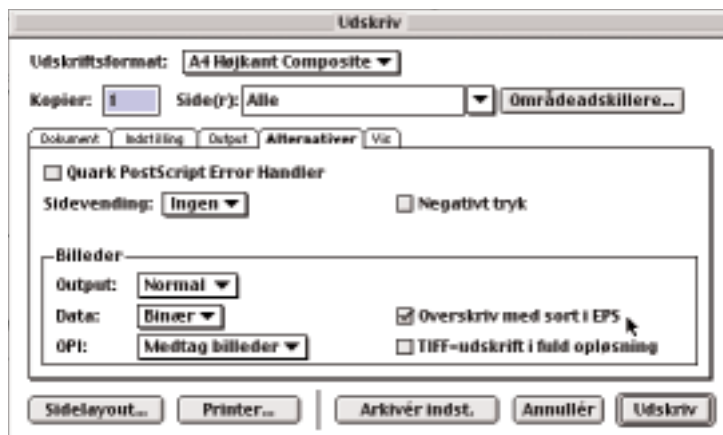 Udskriv
Udskriftsformat: A4 Højkant Composite
Kopier: 1 Side(r): Alle Områdeadskillere...
Dokument Indstilling Output Alternativer Vis
Quark PostScript Error Handler
Sidevending: Ingen Negativt tryk
Billeder
Output: Normal
Data: Binær Overskriv med sort i EPS
OPI: Medtag billeder TIFF-udskrift i fuld opløsning
Sidelayout... Printer... Arkivér indst. Annullér Udskriv